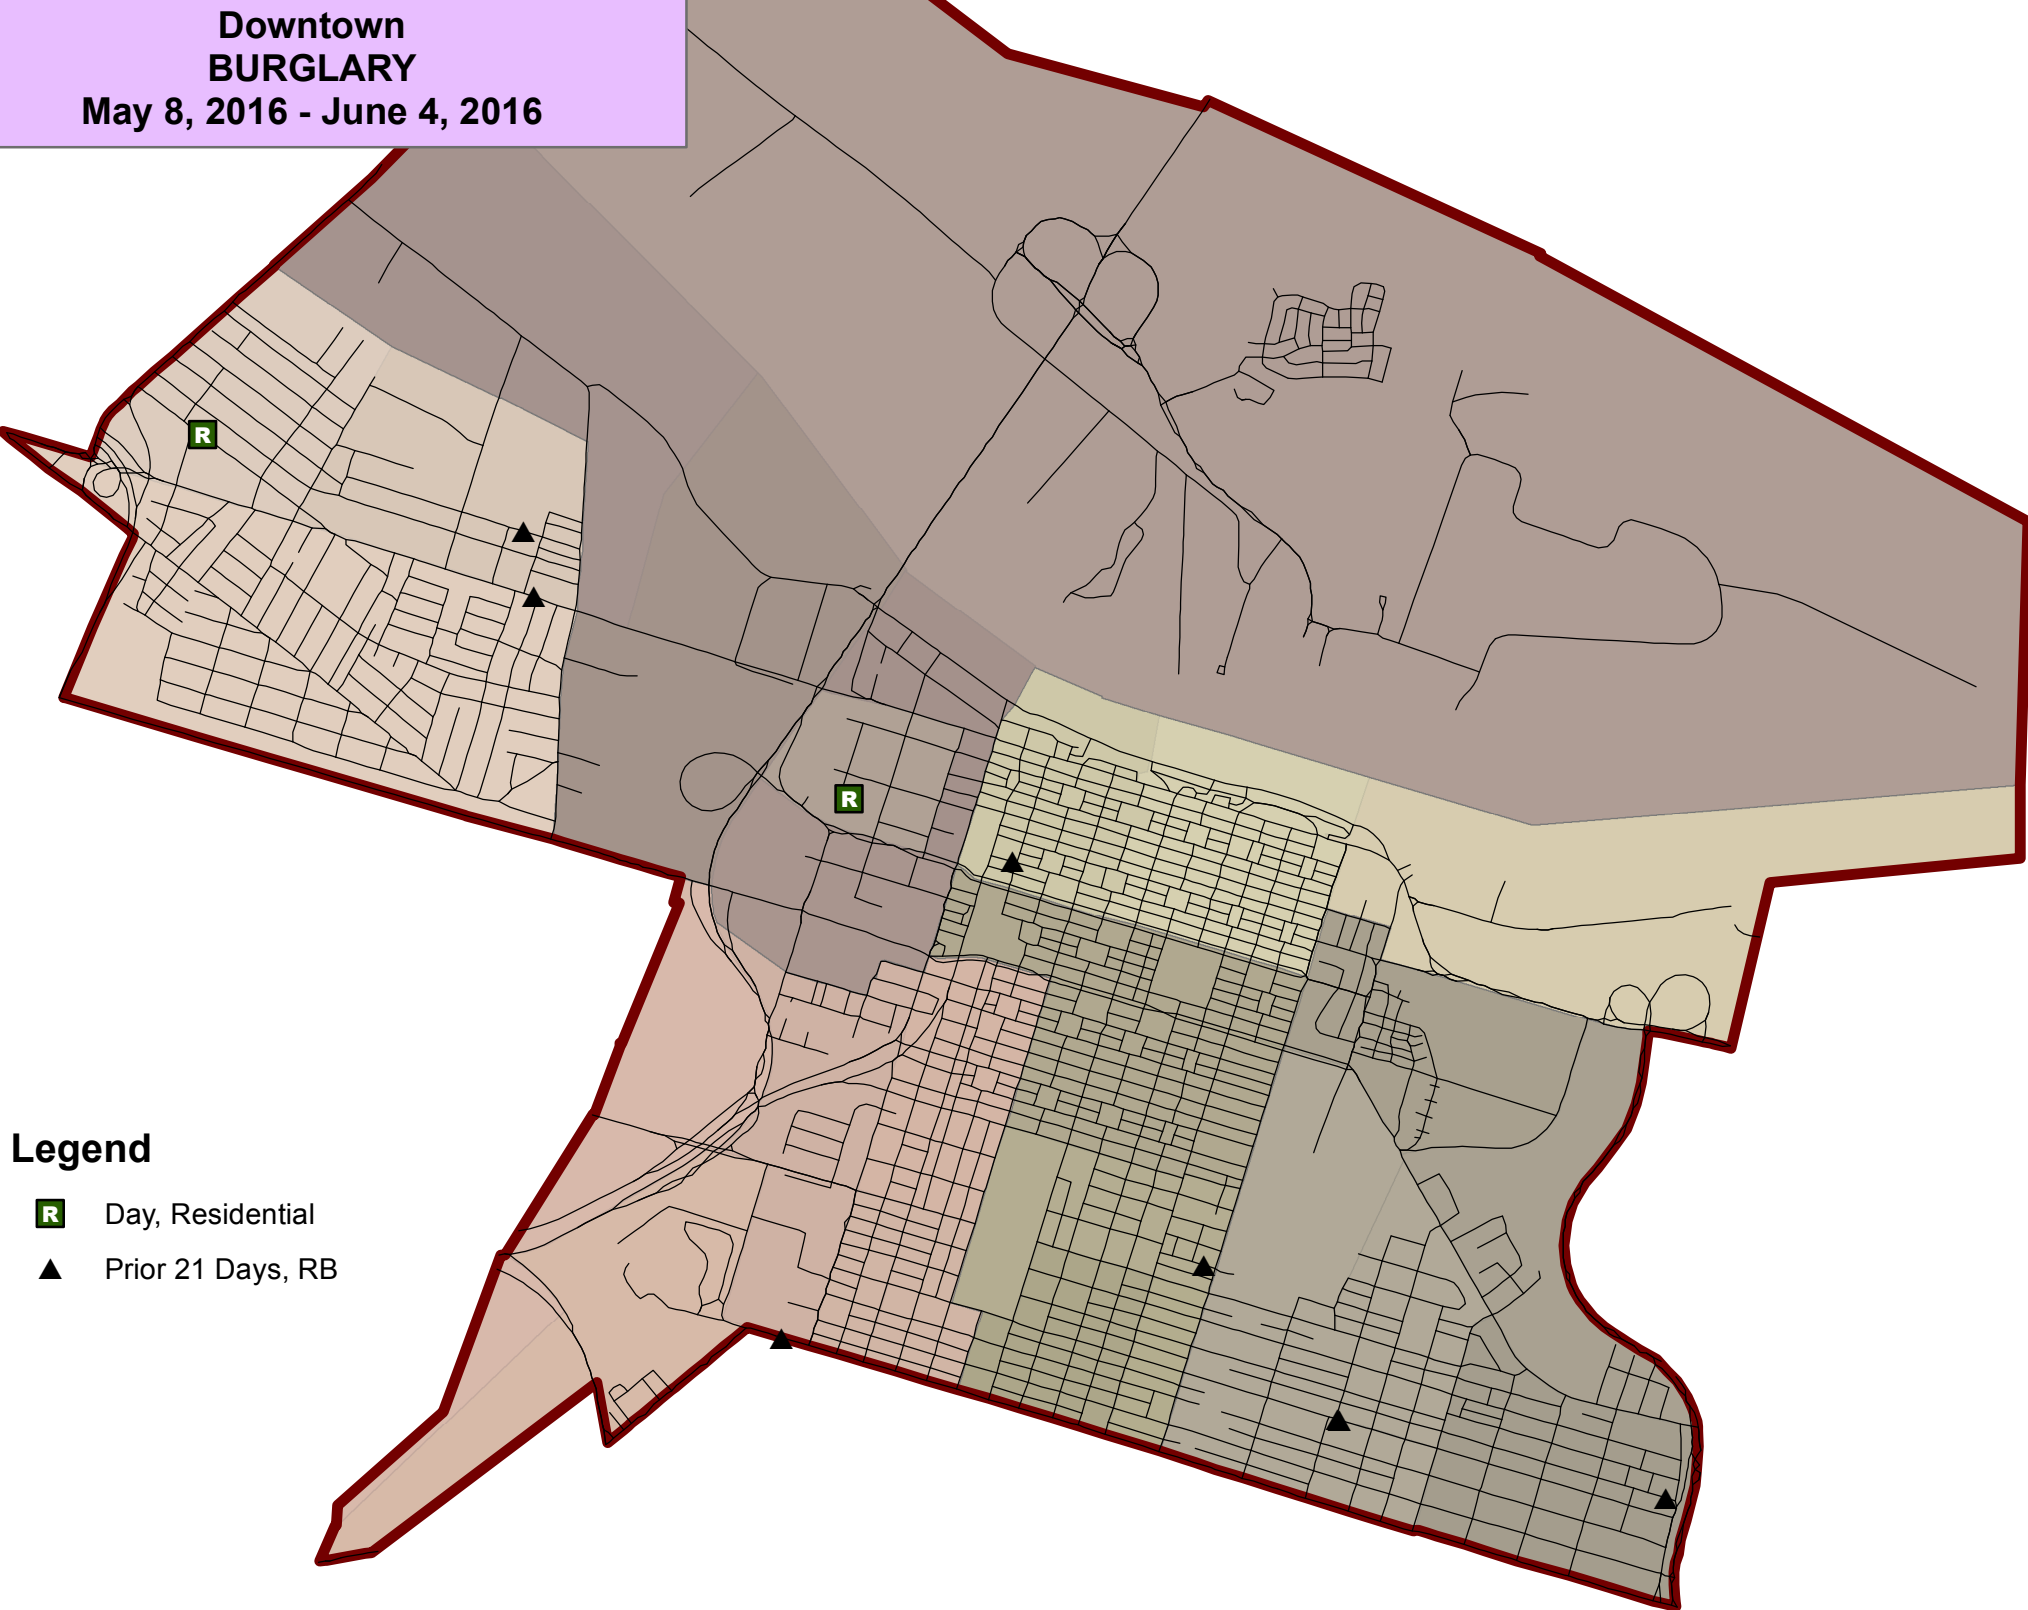 Downtown
BURGLARY
May 8, 2016 - June 4, 2016
R
R
Legend
R Day, Residential
Prior 21 Days, RB